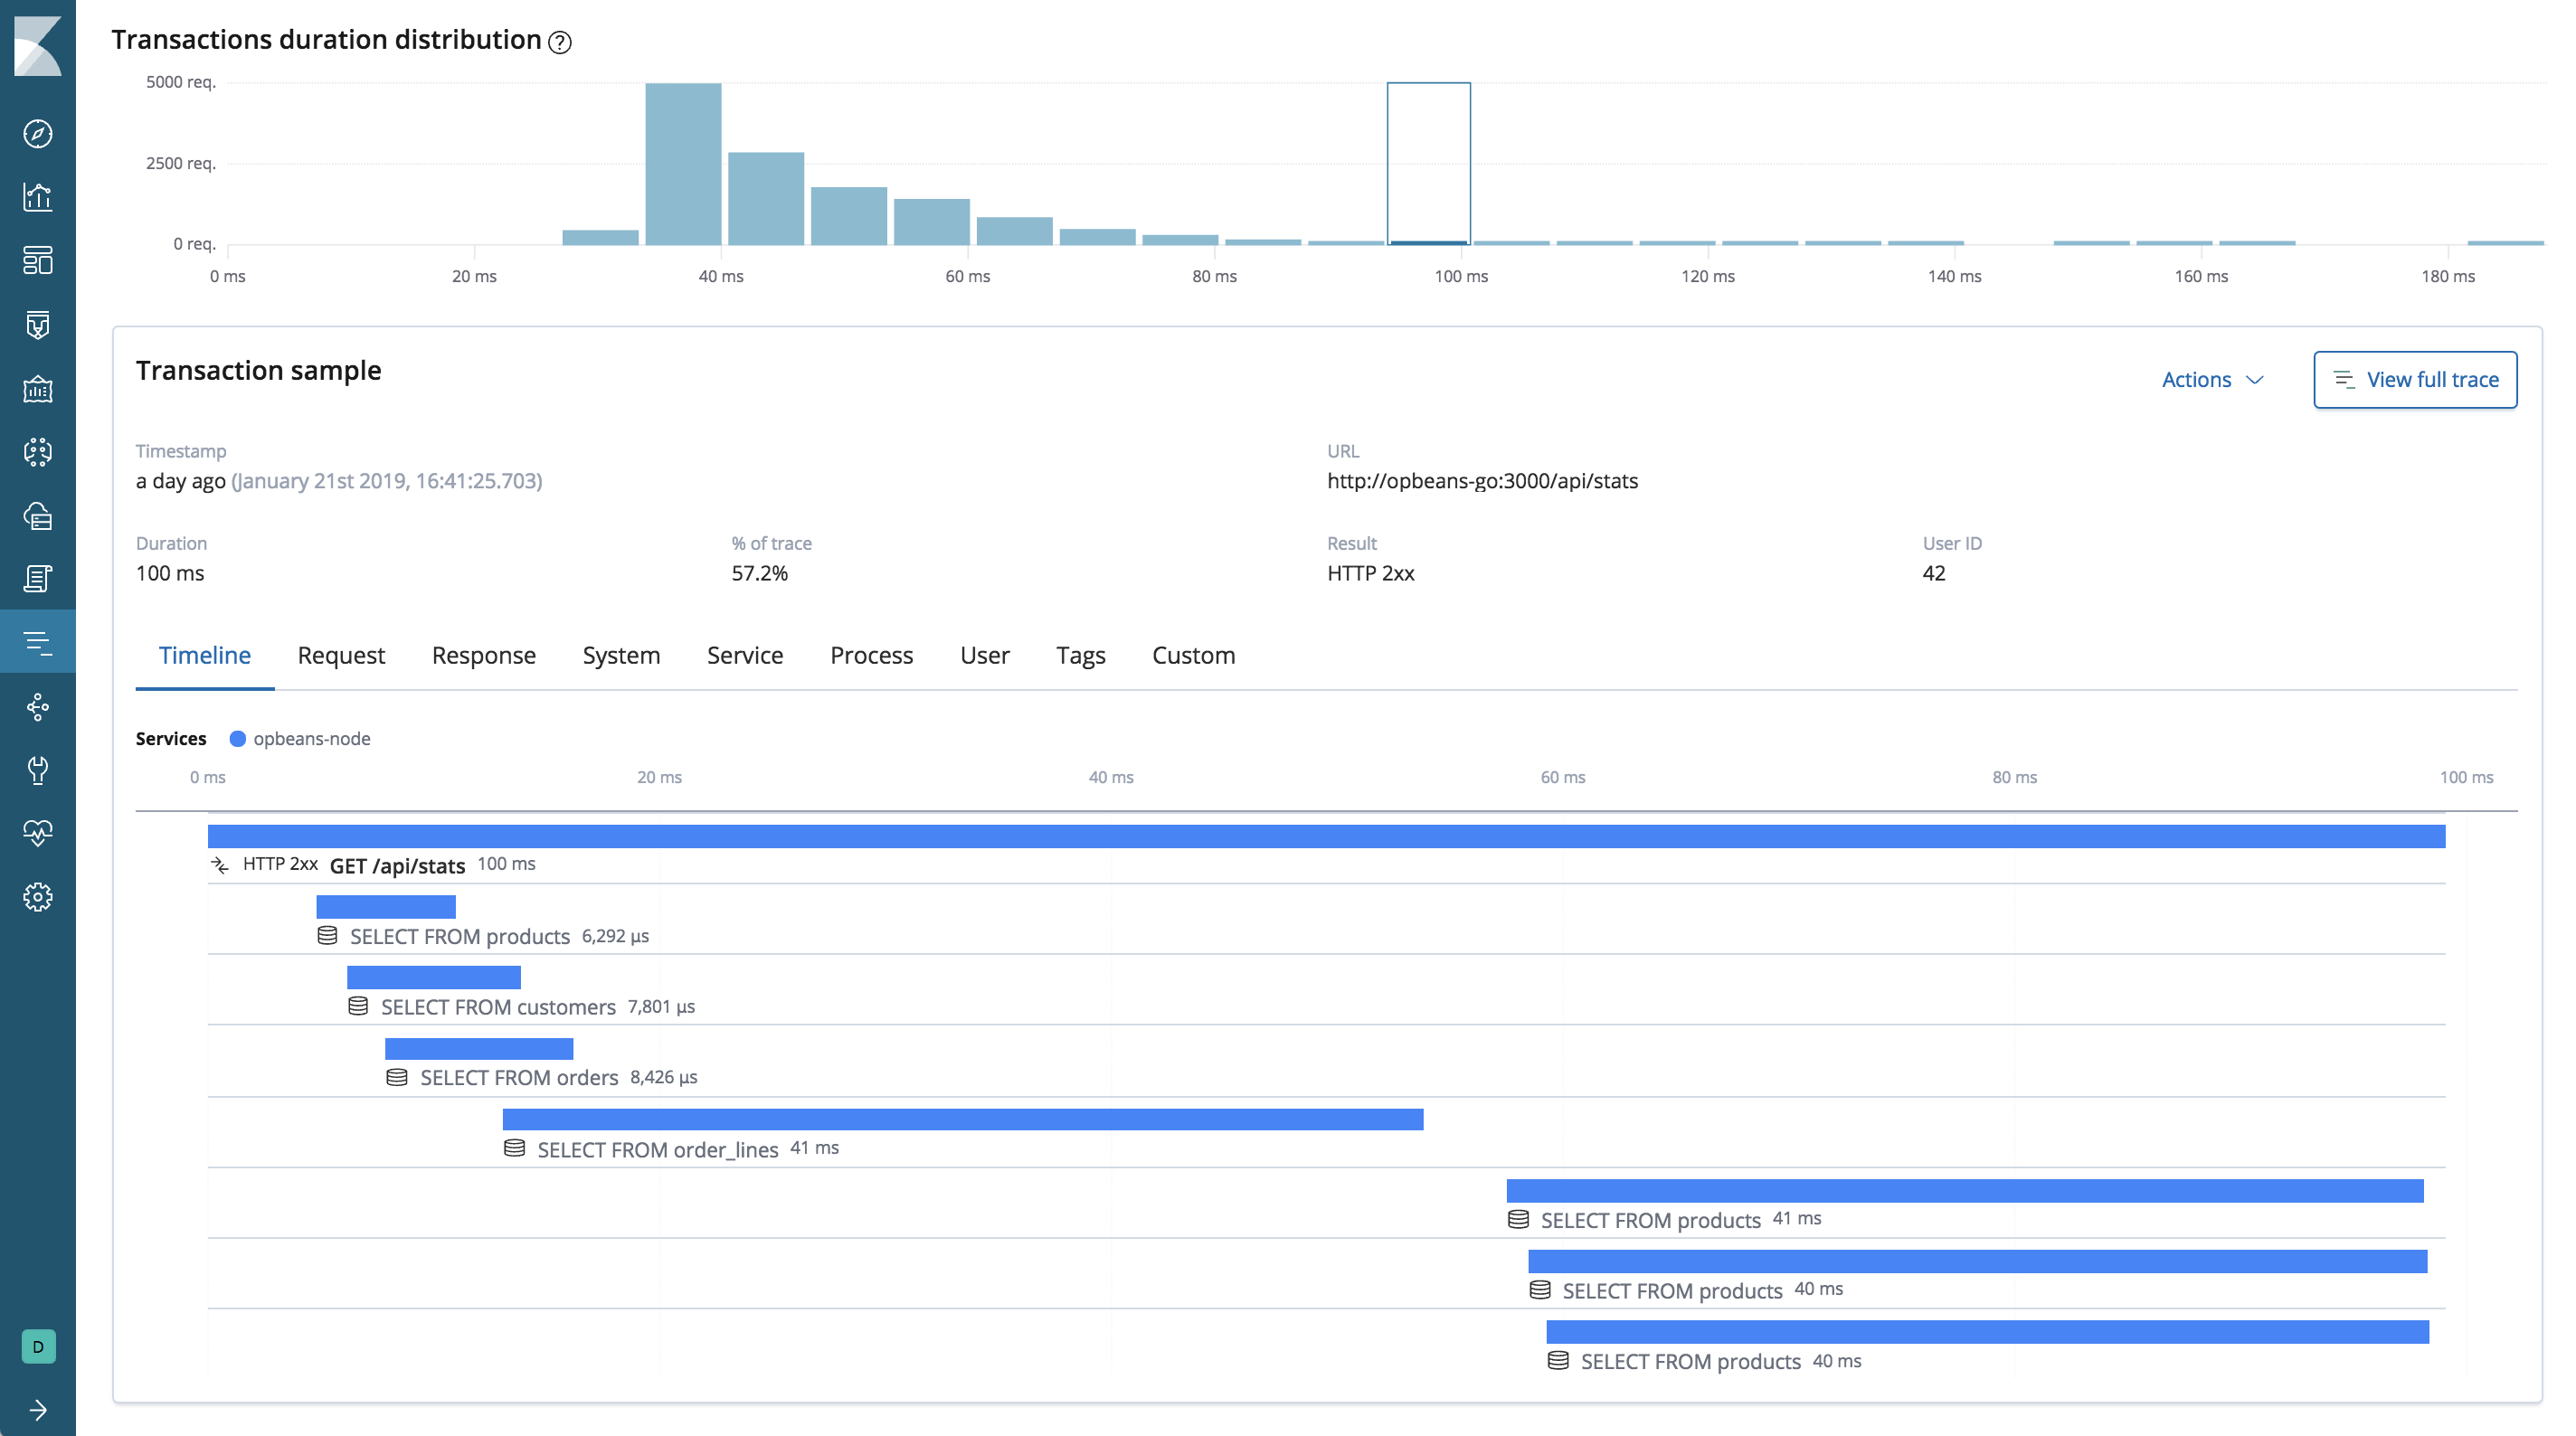 Transactions duration distribution ?
5000 req.
2500 req.
0 req.
0 ms 20 ms 40 ms 60 ms 80 ms 100 ms 120 ms 140 ms 160 ms 180 ms
Transaction sample
Actions View full trace
Timestamp URL
a day ago (January 21st 2019, 16:41:25.703) http://opbeans-go:3000/api/stats
Duration % of trace Result User ID
100 ms 57.2% HTTP 2xx 42
Timeline Request Response System Service Process User Tags Custom
Services opbeans-node
0 ms 20 ms 40 ms 60 ms 80 ms 100 ms
HTTP 2xx GET /api/stats 100 ms
SELECT FROM products 6,292 μs
SELECT FROM customers 7,801 μs
SELECT FROM orders 8,426 μs
SELECT FROM order_lines 41 ms
SELECT FROM products 41 ms
SELECT FROM products 40 ms
SELECT FROM products 40 ms
D